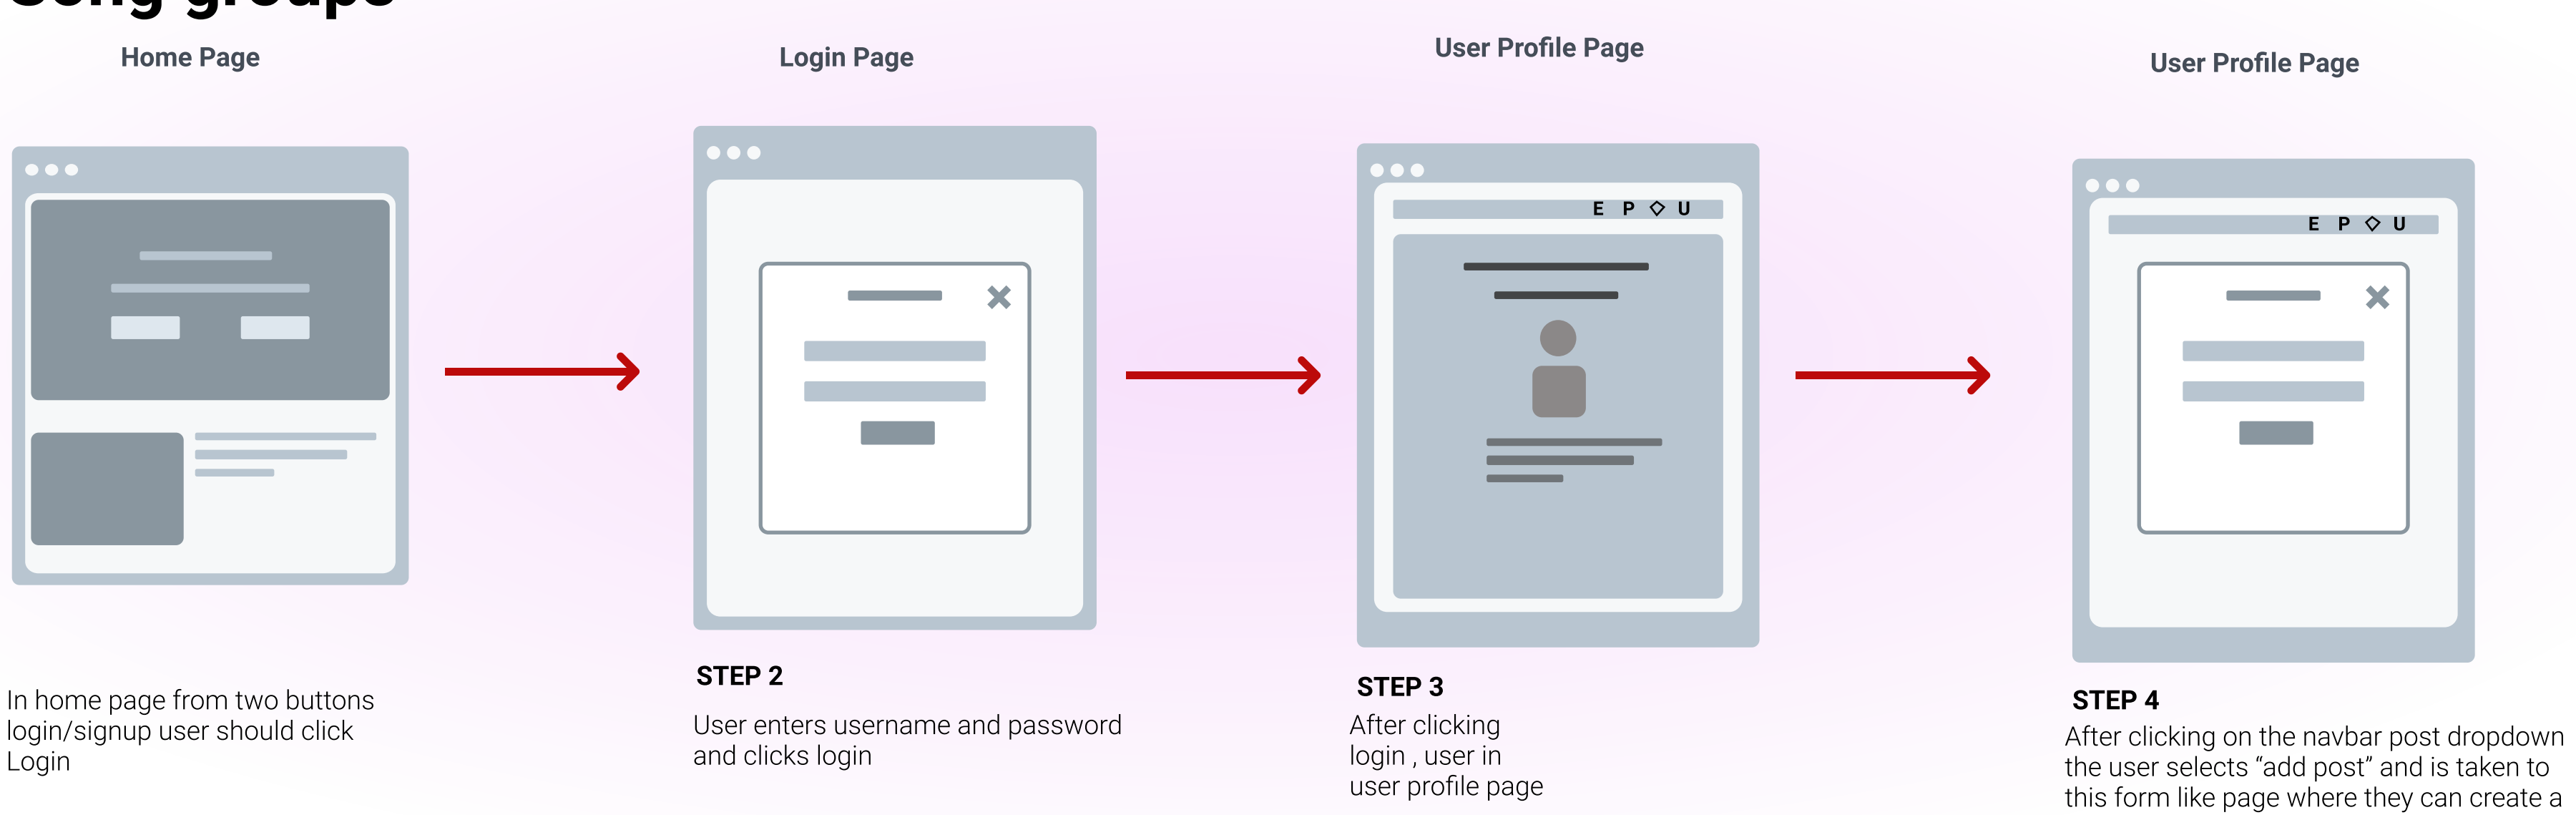 Song groups
Home Page
Login Page
User Profile Page
User Profile Page
E P ◇ U
E P ◇ U
In home page from two buttons
login/signup user should click
Login
STEP 2
User enters username and password
and clicks login
STEP 3
After clicking
login , user in
user profile page
STEP 4
After clicking on the navbar post dropdown
the user selects “add post” and is taken to
this form like page where they can create a